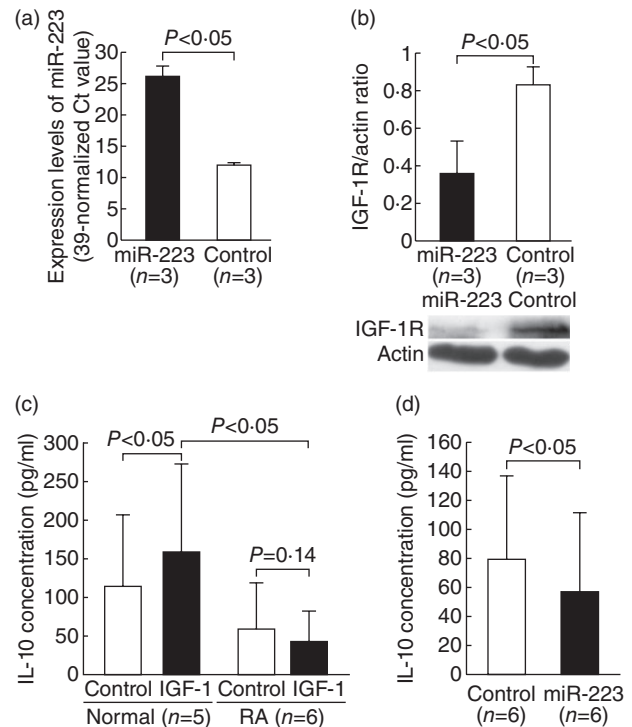 (a)
P<0·05
Expression levels of miR-223
(39-normalized Ct value)
30
25
20
15
10
5
0
miR-223 Control
(n=3) (n=3)
(b)
P<0·05
IGF-1R/actin ratio
1
0·8
0·6
0·4
0·2
0
miR-223 Control
(n=3) (n=3)
miR-223 Control
IGF-1R
Actin
(c)
P<0·05
P<0·05
P=0·14
IL-10 concentration (pg/ml)
300
250
200
150
100
50
0
Control IGF-1 Control IGF-1
Normal (n=5) RA (n=6)
(d)
P<0·05
IL-10 concentration (pg/ml)
160
140
120
100
80
60
40
20
0
Control miR-223
(n=6) (n=6)